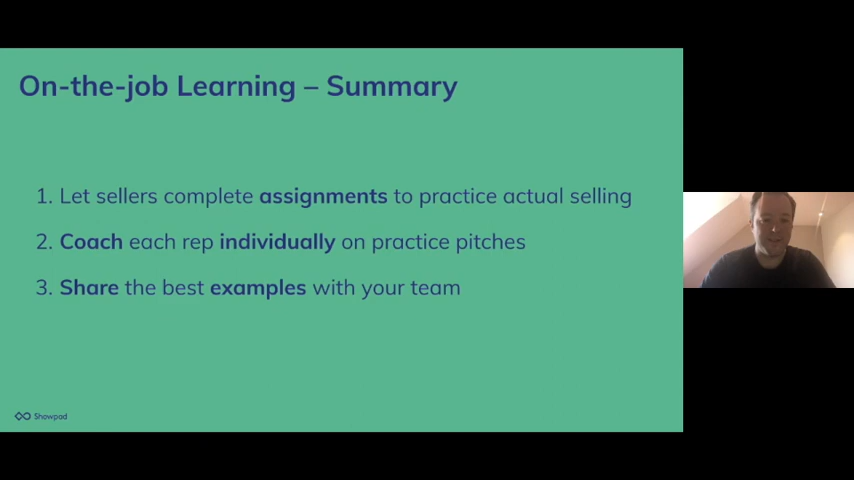 On-the-job Learning – Summary
1. Let sellers complete assignments to practice actual selling
2. Coach each rep individually on practice pitches
3. Share the best examples with your team
Showpad